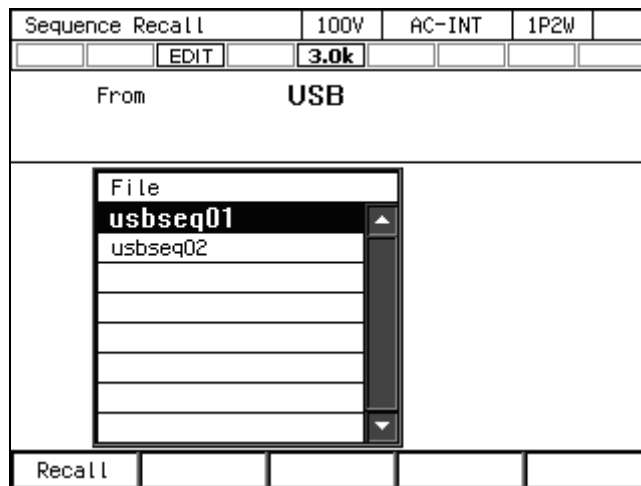 Sequence Recall 100V AC-INT 1P2W
EDIT 3.0k
From USB
File
usbseq01
usbseq02
Recall